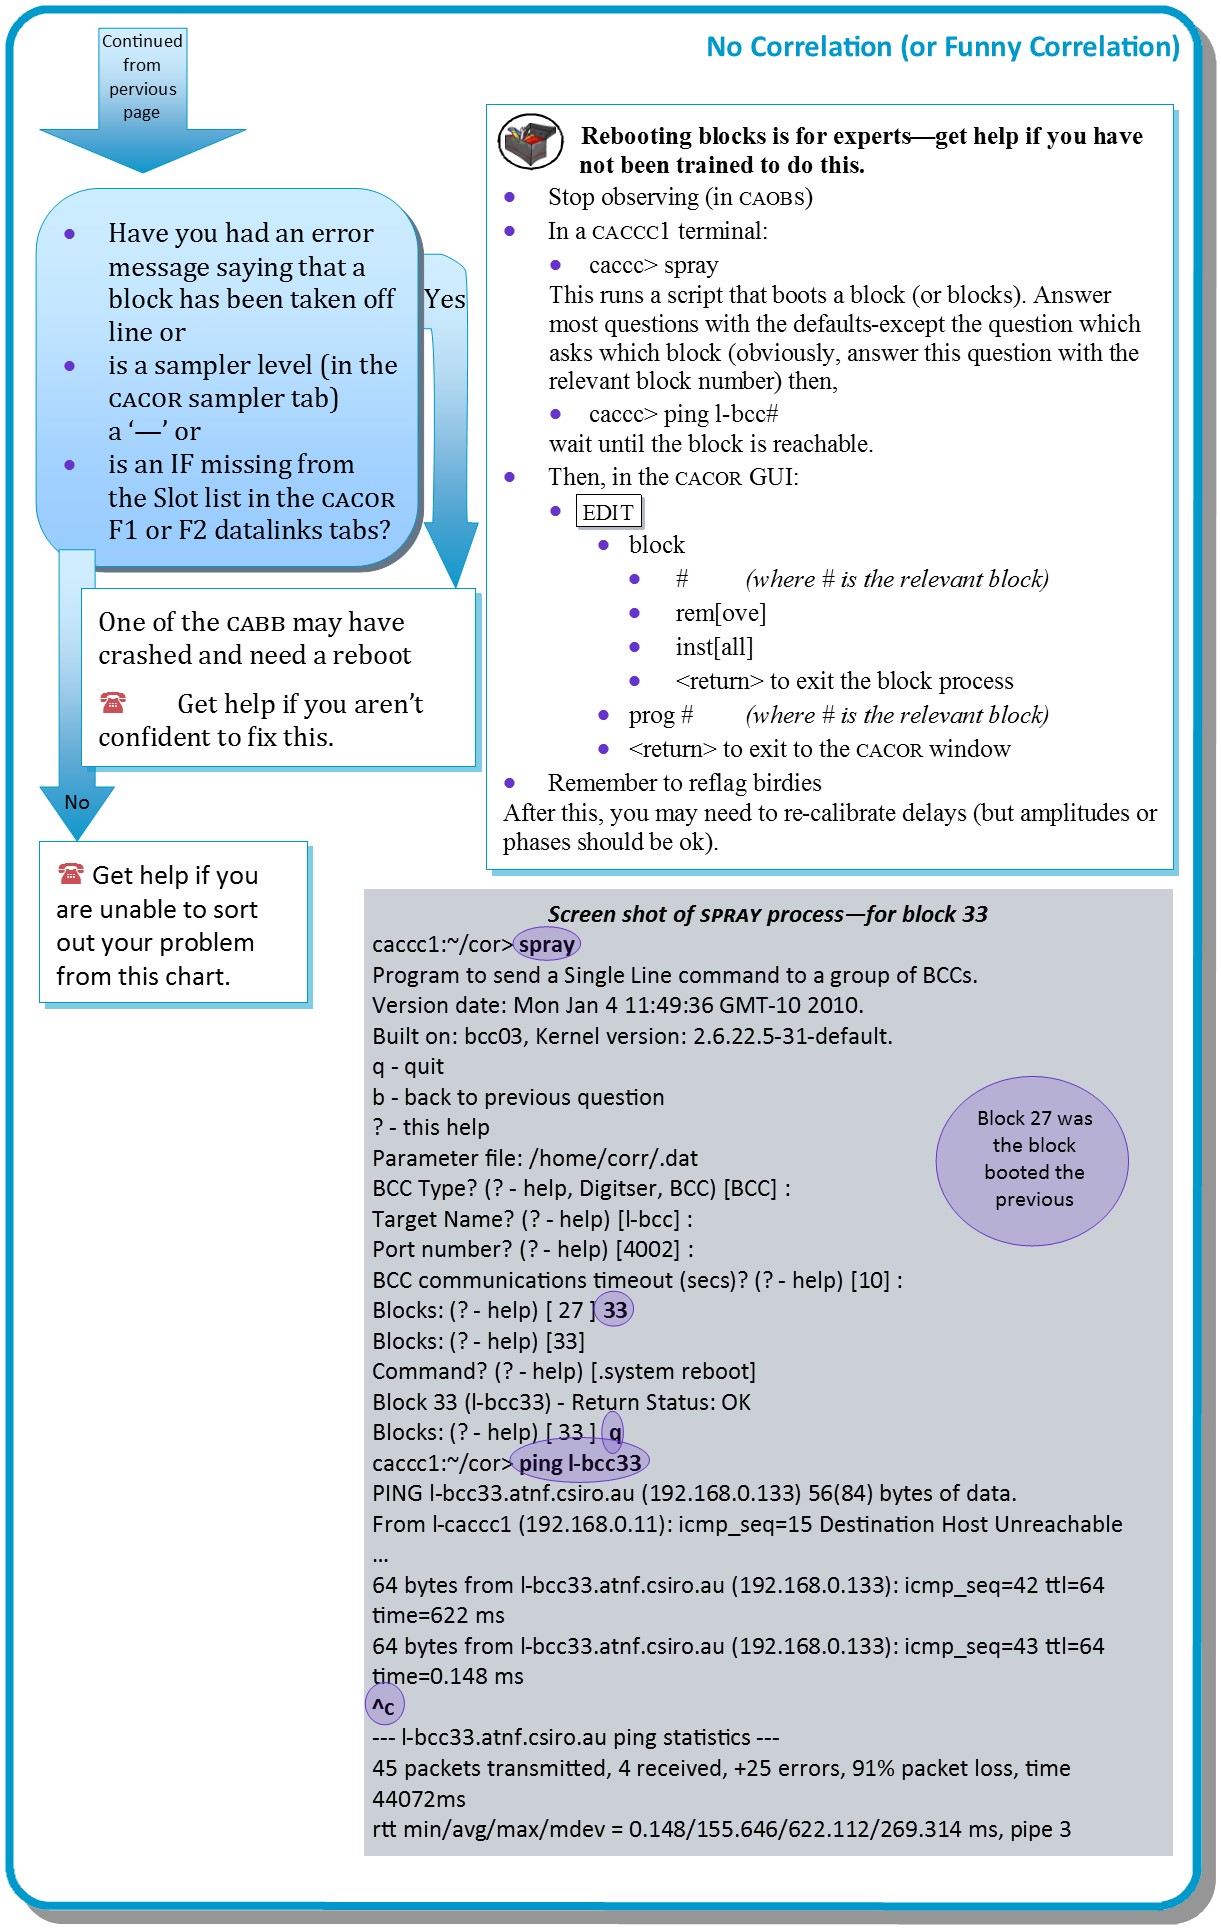 No Correlation (or Funny Correlation)
Continued
from
pervious
page
• Have you had an error
message saying that a
block has been taken off
line or
• is a sampler level (in the
CACOR sampler tab)
a ‘—’ or
• is an IF missing from
the Slot list in the CACOR
F1 or F2 datalinks tabs?
Yes
One of the CABB may have
crashed and need a reboot
☎ Get help if you aren’t
confident to fix this.
No
☎ Get help if you
are unable to sort
out your problem
from this chart.
Rebooting blocks is for experts—get help if you have
not been trained to do this.
• Stop observing (in CAOBS)
• In a CACCC1 terminal:
• caccc> spray
This runs a script that boots a block (or blocks). Answer
most questions with the defaults-except the question which
asks which block (obviously, answer this question with the
relevant block number) then,
• caccc> ping l-bcc#
wait until the block is reachable.
• Then, in the CACOR GUI:
• EDIT
• block
• # (where # is the relevant block)
• rem[ove]
• inst[all]
• <return> to exit the block process
• prog # (where # is the relevant block)
• <return> to exit to the CACOR window
• Remember to reflag birdies
After this, you may need to re-calibrate delays (but amplitudes or
phases should be ok).
Screen shot of SPRAY process—for block 33
caccc1:~/cor> spray
Program to send a Single Line command to a group of BCCs.
Version date: Mon Jan 4 11:49:36 GMT-10 2010.
Built on: bcc03, Kernel version: 2.6.22.5-31-default.
q - quit
b - back to previous question
? - this help
Parameter file: /home/corr/.dat
BCC Type? (? - help, Digitser, BCC) [BCC] :
Target Name? (? - help) [l-bcc] :
Port number? (? - help) [4002] :
BCC communications timeout (secs)? (? - help) [10] :
Blocks: (? - help) [ 27 ] 33
Blocks: (? - help) [33]
Command? (? - help) [.system reboot]
Block 33 (l-bcc33) - Return Status: OK
Blocks: (? - help) [ 33 ] q
caccc1:~/cor> ping l-bcc33
PING l-bcc33.atnf.csiro.au (192.168.0.133) 56(84) bytes of data.
From l-caccc1 (192.168.0.11): icmp_seq=15 Destination Host Unreachable
...
64 bytes from l-bcc33.atnf.csiro.au (192.168.0.133): icmp_seq=42 ttl=64
time=622 ms
64 bytes from l-bcc33.atnf.csiro.au (192.168.0.133): icmp_seq=43 ttl=64
time=0.148 ms
^C
--- l-bcc33.atnf.csiro.au ping statistics ---
45 packets transmitted, 4 received, +25 errors, 91% packet loss, time
44072ms
rtt min/avg/max/mdev = 0.148/155.646/622.112/269.314 ms, pipe 3
Block 27 was
the block
booted the
previous